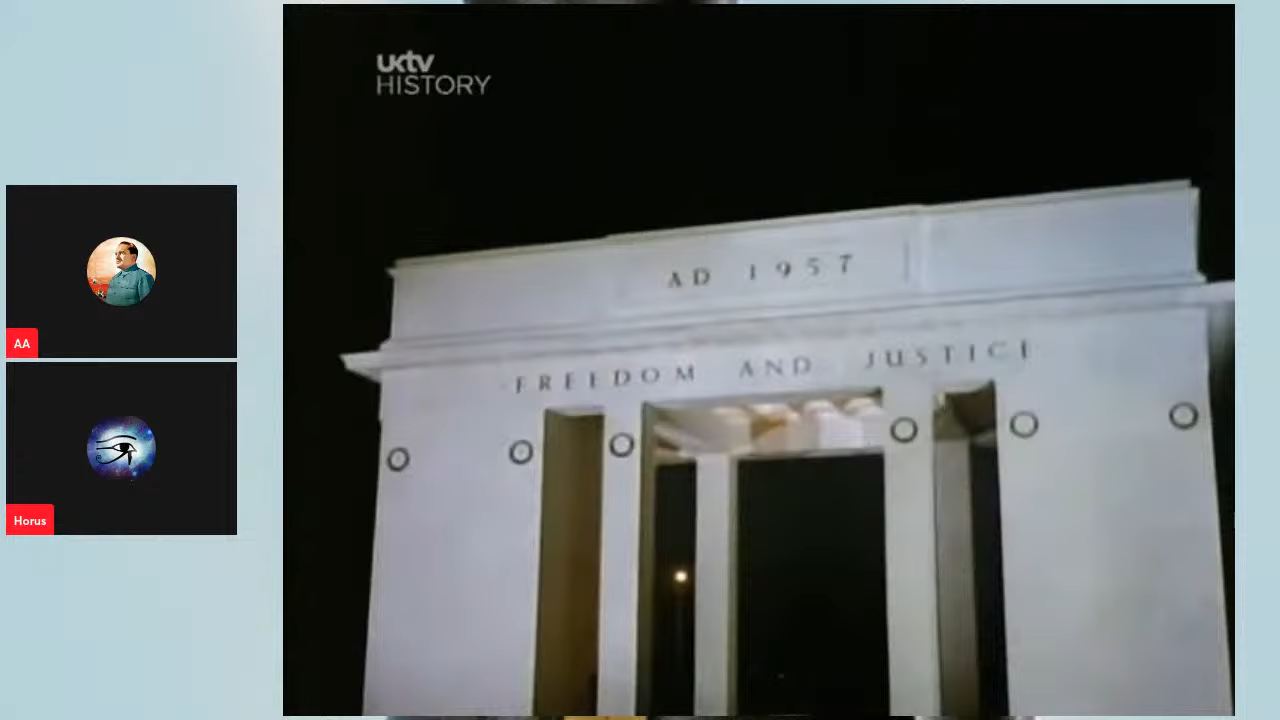 uktv
HISTORY
AD 1957
FREEDOM AND JUSTICE
AA
Horus